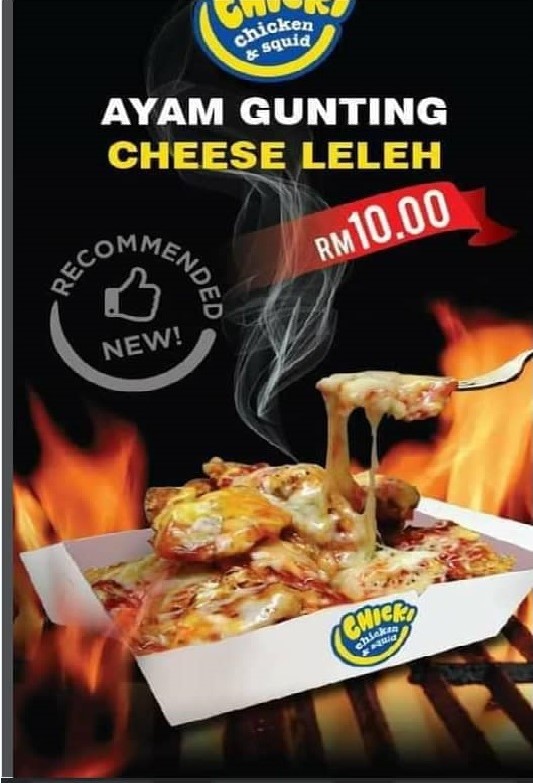 CHICKI
chicken
& squid
AYAM GUNTING
CHEESE LELEH
RM10.00
RECOMMENDED
NEW!
CHICKI
chicken
& squid